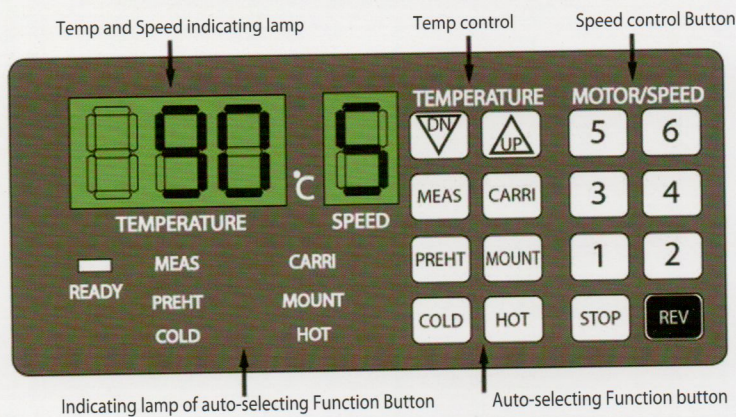 Temp and Speed indicating lamp
Temp control
Speed control Button
TEMPERATURE
MOTOR/SPEED
90
°C
5
TEMPERATURE
SPEED
DN
UP
5
6
MEAS
CARRI
3
4
PREHT
MOUNT
1
2
COLD
HOT
STOP
REV
READY
MEAS
CARRI
PREHT
MOUNT
COLD
HOT
Indicating lamp of auto-selecting Function Button
Auto-selecting Function button